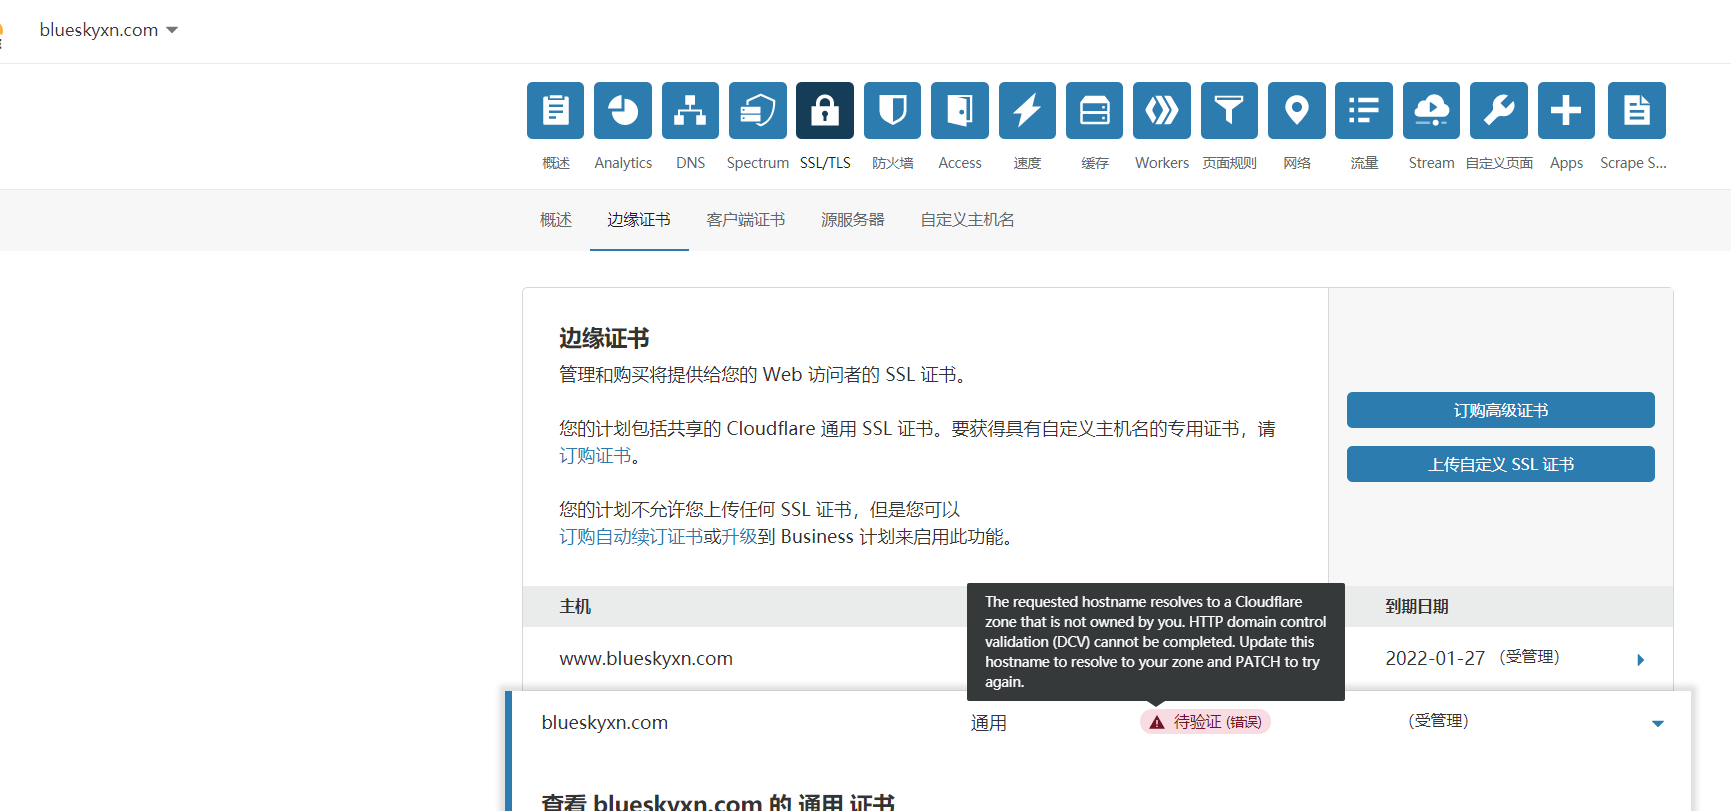 blueskyxn.com
概述
Analytics
DNS
Spectrum
SSL/TLS
防火墙
Access
速度
缓存
Workers
页面规则
网络
流量
Stream
自定义页面
Apps
Scrape S...
概述
边缘证书
客户端证书
源服务器
自定义主机名
边缘证书
管理和购买将提供给您的 Web 访问者的 SSL 证书。
您的计划包括共享的 Cloudflare 通用 SSL 证书。要获得具有自定义主机名的专用证书，请
订购证书。
您的计划不允许您上传任何 SSL 证书，但是您可以
订购自动续订证书或升级到 Business 计划来启用此功能。
订购高级证书
上传自定义 SSL 证书
主机
到期日期
The requested hostname resolves to a Cloudflare
zone that is not owned by you. HTTP domain control
validation (DCV) cannot be completed. Update this
hostname to resolve to your zone and PATCH to try
again.
www.blueskyxn.com
2022-01-27 （受管理）
blueskyxn.com
通用
待验证 (错误)
（受管理）
查看 blueskyxn.com 的 通用 证书